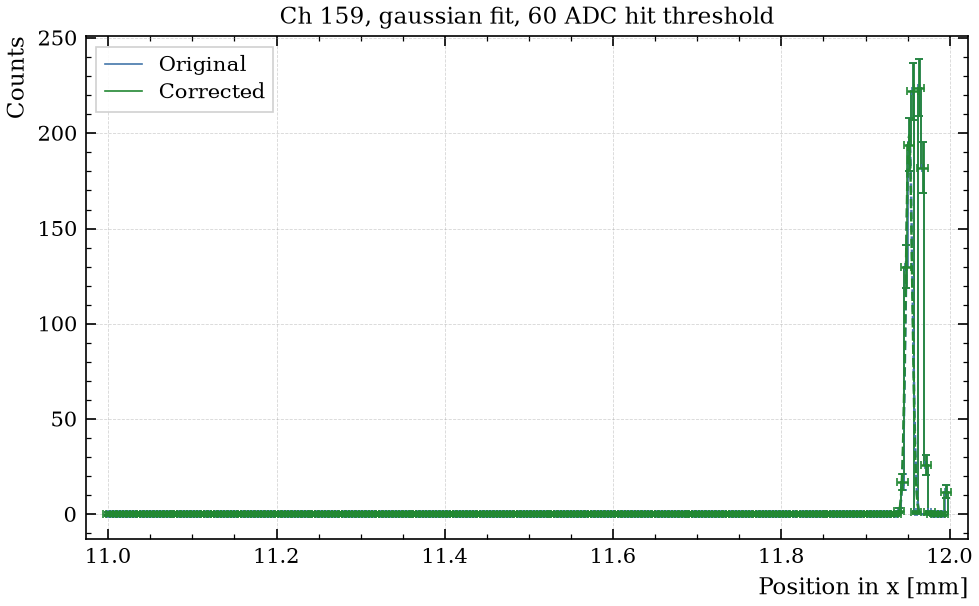 Ch 159, gaussian fit, 60 ADC hit threshold
Counts
250
200
150
100
50
0
Original
Corrected
11.0 11.2 11.4 11.6 11.8 12.0
Position in x [mm]